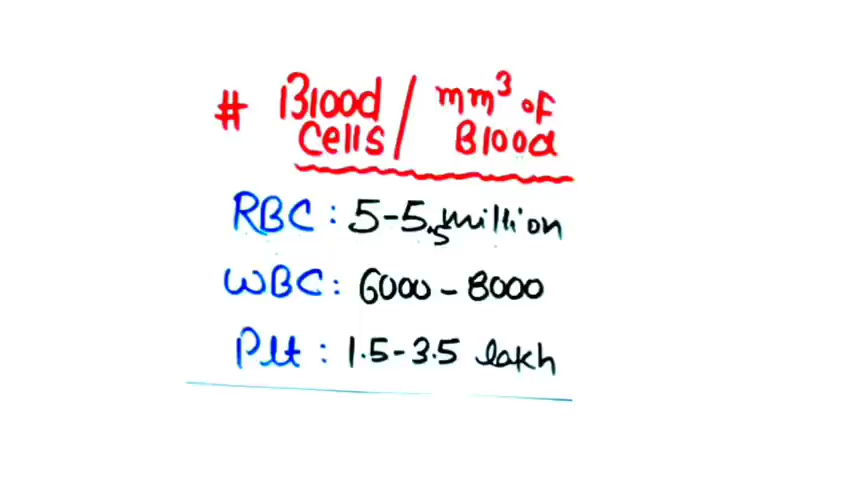 # Blood / mm³ of
Cells / Blood
RBC : 5-5.5 million
WBC : 6000 - 8000
Plt : 1.5-3.5 lakh